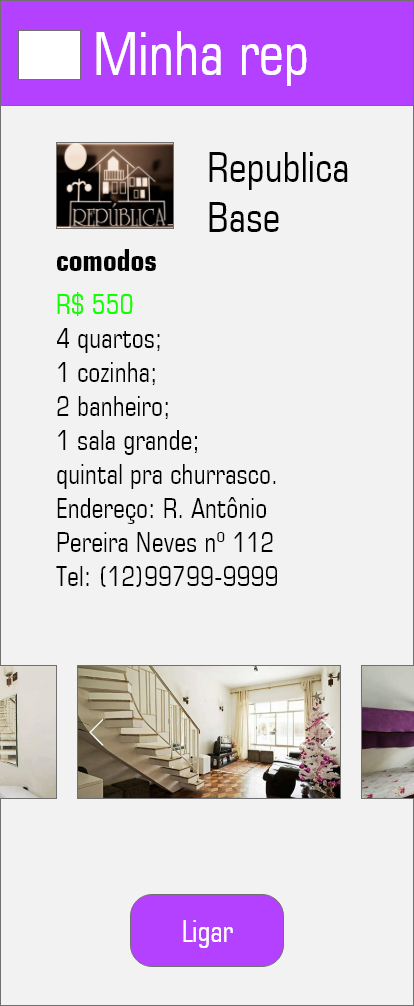 Minha rep
REPÚBLICA
Republica
Base
comodos
R$ 550
4 quartos;
1 cozinha;
2 banheiro;
1 sala grande;
quintal pra churrasco.
Endereço: R. Antônio
Pereira Neves nº 112
Tel: (12)99799-9999
Ligar